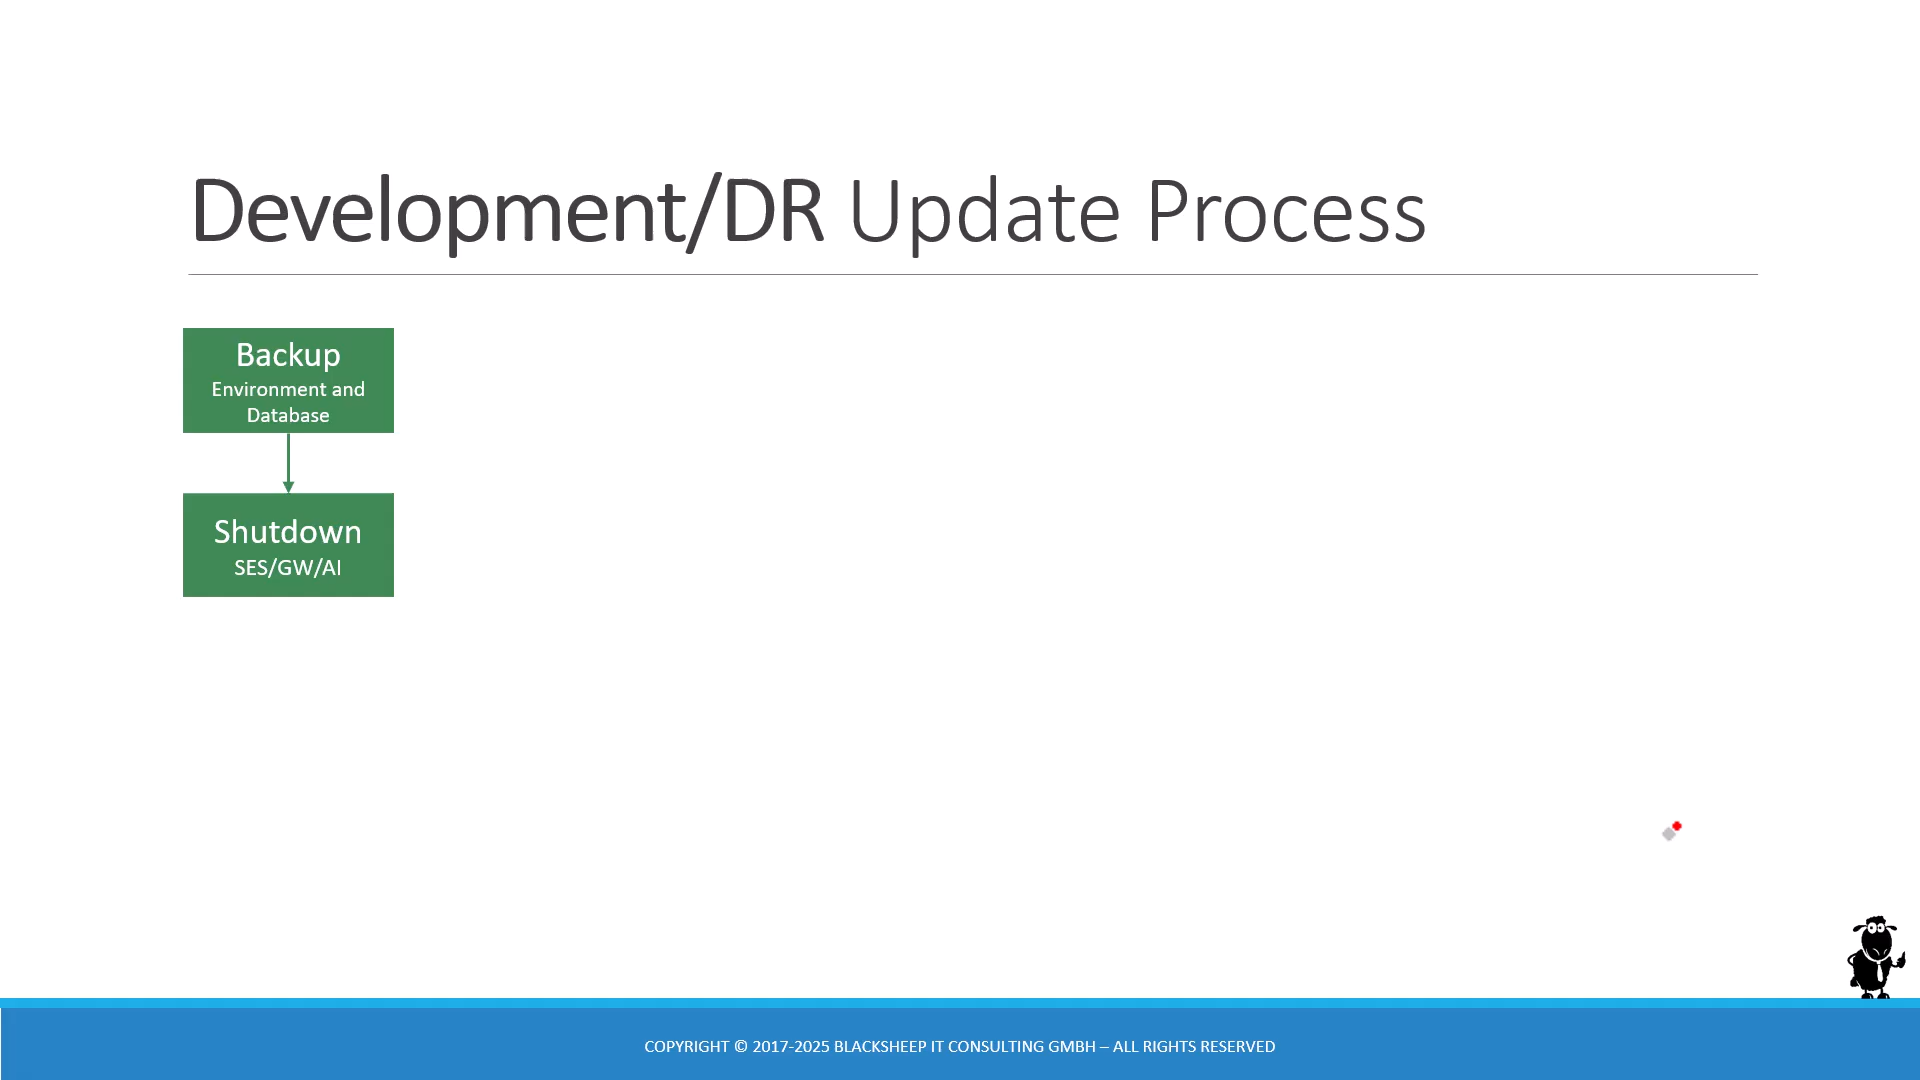 Development/DR Update Process
Backup
Environment and
Database
Shutdown
SES/GW/AI
COPYRIGHT © 2017-2025 BLACKSHEEP IT CONSULTING GMBH – ALL RIGHTS RESERVED